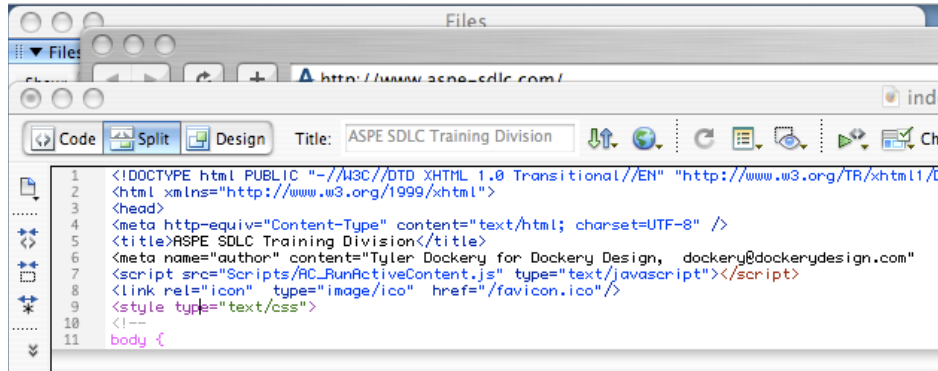 Files
Files
http://www.aspe-sdlc.com/
ind
Code Split Design Title: ASPE SDLC Training Division Ch
1 <!DOCTYPE html PUBLIC "-//W3C//DTD XHTML 1.0 Transitional//EN" "http://www.w3.org/TR/xhtml1/D
2 <html xmlns="http://www.w3.org/1999/xhtml">
3 <head>
4 <meta http-equiv="Content-Type" content="text/html; charset=UTF-8" />
5 <title>ASPE SDLC Training Division</title>
6 <meta name="author" content="Tyler Dockery for Dockery Design, dockery@dockerydesign.com"
7 <script src="Scripts/AC_RunActiveContent.js" type="text/javascript"></script>
8 <link rel="icon" type="image/ico" href="/favicon.ico"/>
9 <style type="text/css">
10 <!--
11 body {